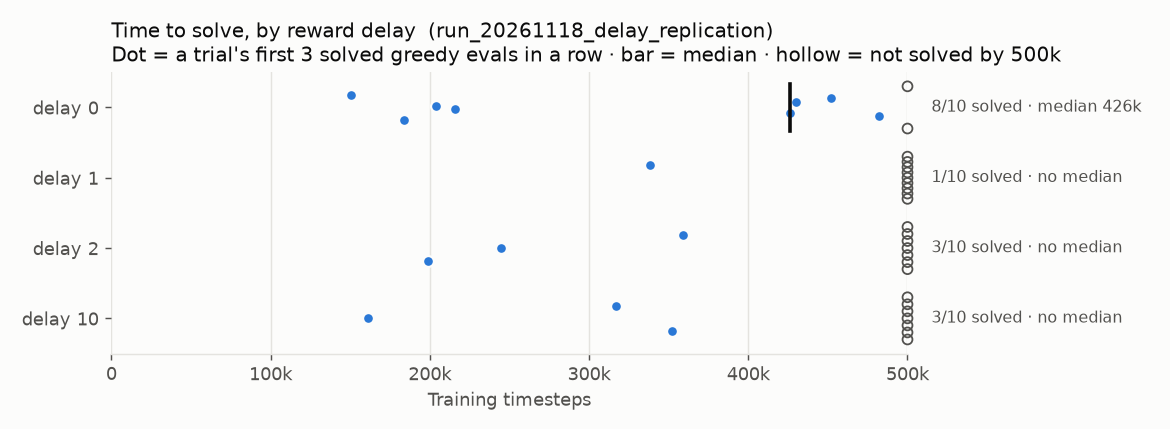 Time to solve, by reward delay  (run_20261118_delay_replication)
Dot = a trial's first 3 solved greedy evals in a row · bar = median · hollow = not solved by 500k
delay 0
8/10 solved · median 426k
delay 1
1/10 solved · no median
delay 2
3/10 solved · no median
delay 10
3/10 solved · no median
0
100k
200k
300k
400k
500k
Training timesteps